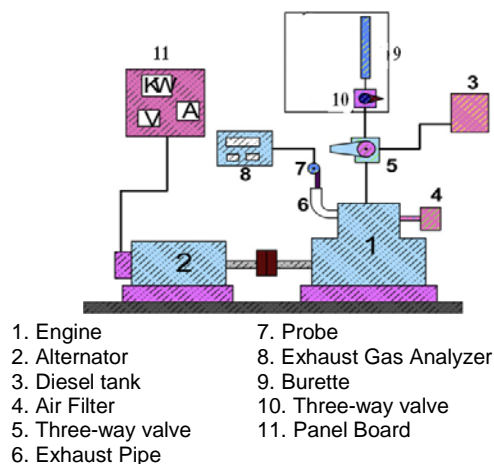 11
KW
V
A
9
10
3
5
8
7
6
4
1
2
1. Engine
2. Alternator
3. Diesel tank
4. Air Filter
5. Three-way valve
6. Exhaust Pipe
7. Probe
8. Exhaust Gas Analyzer
9. Burette
10. Three-way valve
11. Panel Board